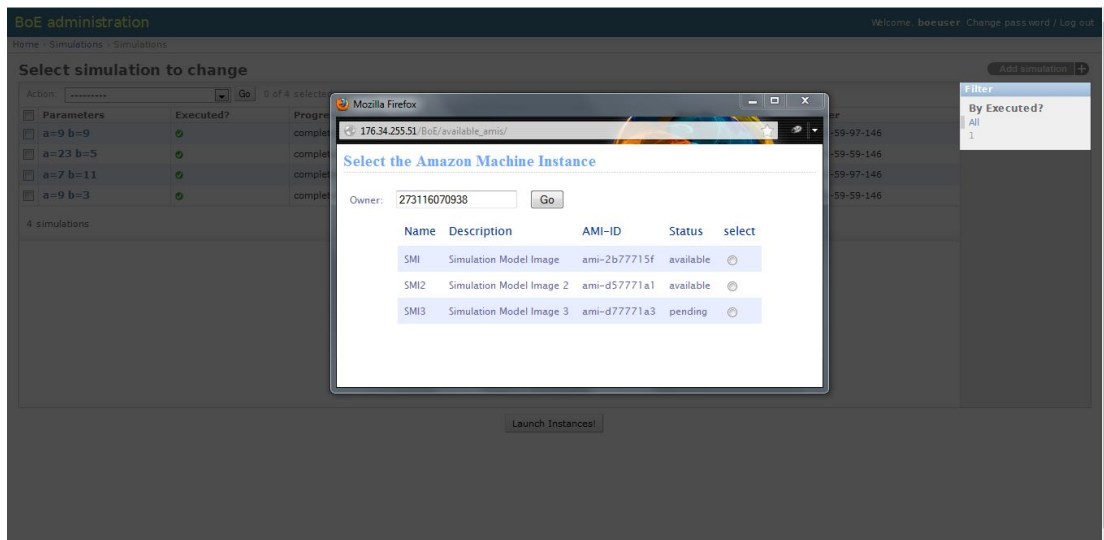 BoE administration
Welcome, boeuser. Change password / Log out
Home › Simulations › Simulations
Select simulation to change
Add simulation
Action: ---------
Go
0 of 4 selected
Filter
By Executed?
All
1
Parameters Executed? Progre er
a=9 b=9 complet -59-97-146
a=23 b=5 complet -59-59-146
a=7 b=11 complet -59-97-146
a=9 b=3 complet -59-59-146
4 simulations
Mozilla Firefox
176.34.255.51/BoE/available_amis/
Select the Amazon Machine Instance
Owner: 273116070938 Go
Name Description AMI-ID Status select
SMI Simulation Model Image ami-2b77715f available
SMI2 Simulation Model Image 2 ami-d57771a1 available
SMI3 Simulation Model Image 3 ami-d77771a3 pending
Launch Instances!